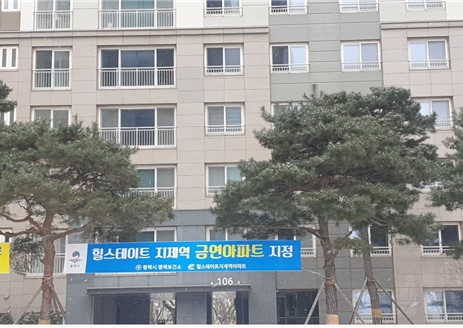 힐스테이트 지제역 금연아파트 지정
평택시 평택보건소 힐스테이트지제역아파트
106